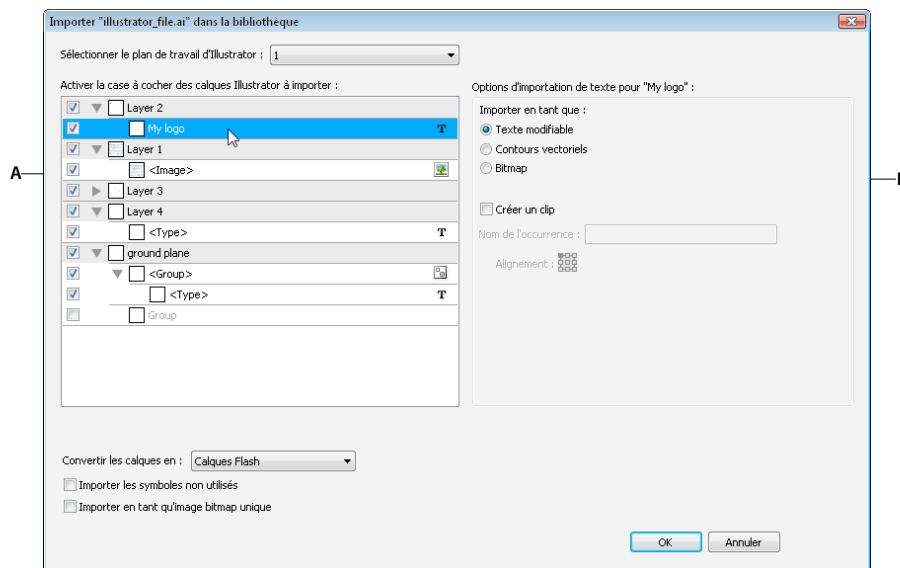 Importer "illustrator_file.ai" dans la bibliothèque
Sélectionner le plan de travail d'Illustrator : 1
Activer la case à cocher des calques Illustrator à importer :
Layer 2
My logo T
Layer 1
<Image>
Layer 3
Layer 4
<Type> T
ground plane
<Group>
<Type> T
Group
A
Options d'importation de texte pour "My logo" :
Importer en tant que :
Texte modifiable
Contours vectoriels
Bitmap
Créer un clip
Nom de l'occurrence :
Alignement :
Convertir les calques en : Calques Flash
Importer les symboles non utilisés
Importer en tant qu'image bitmap unique
OK Annuler